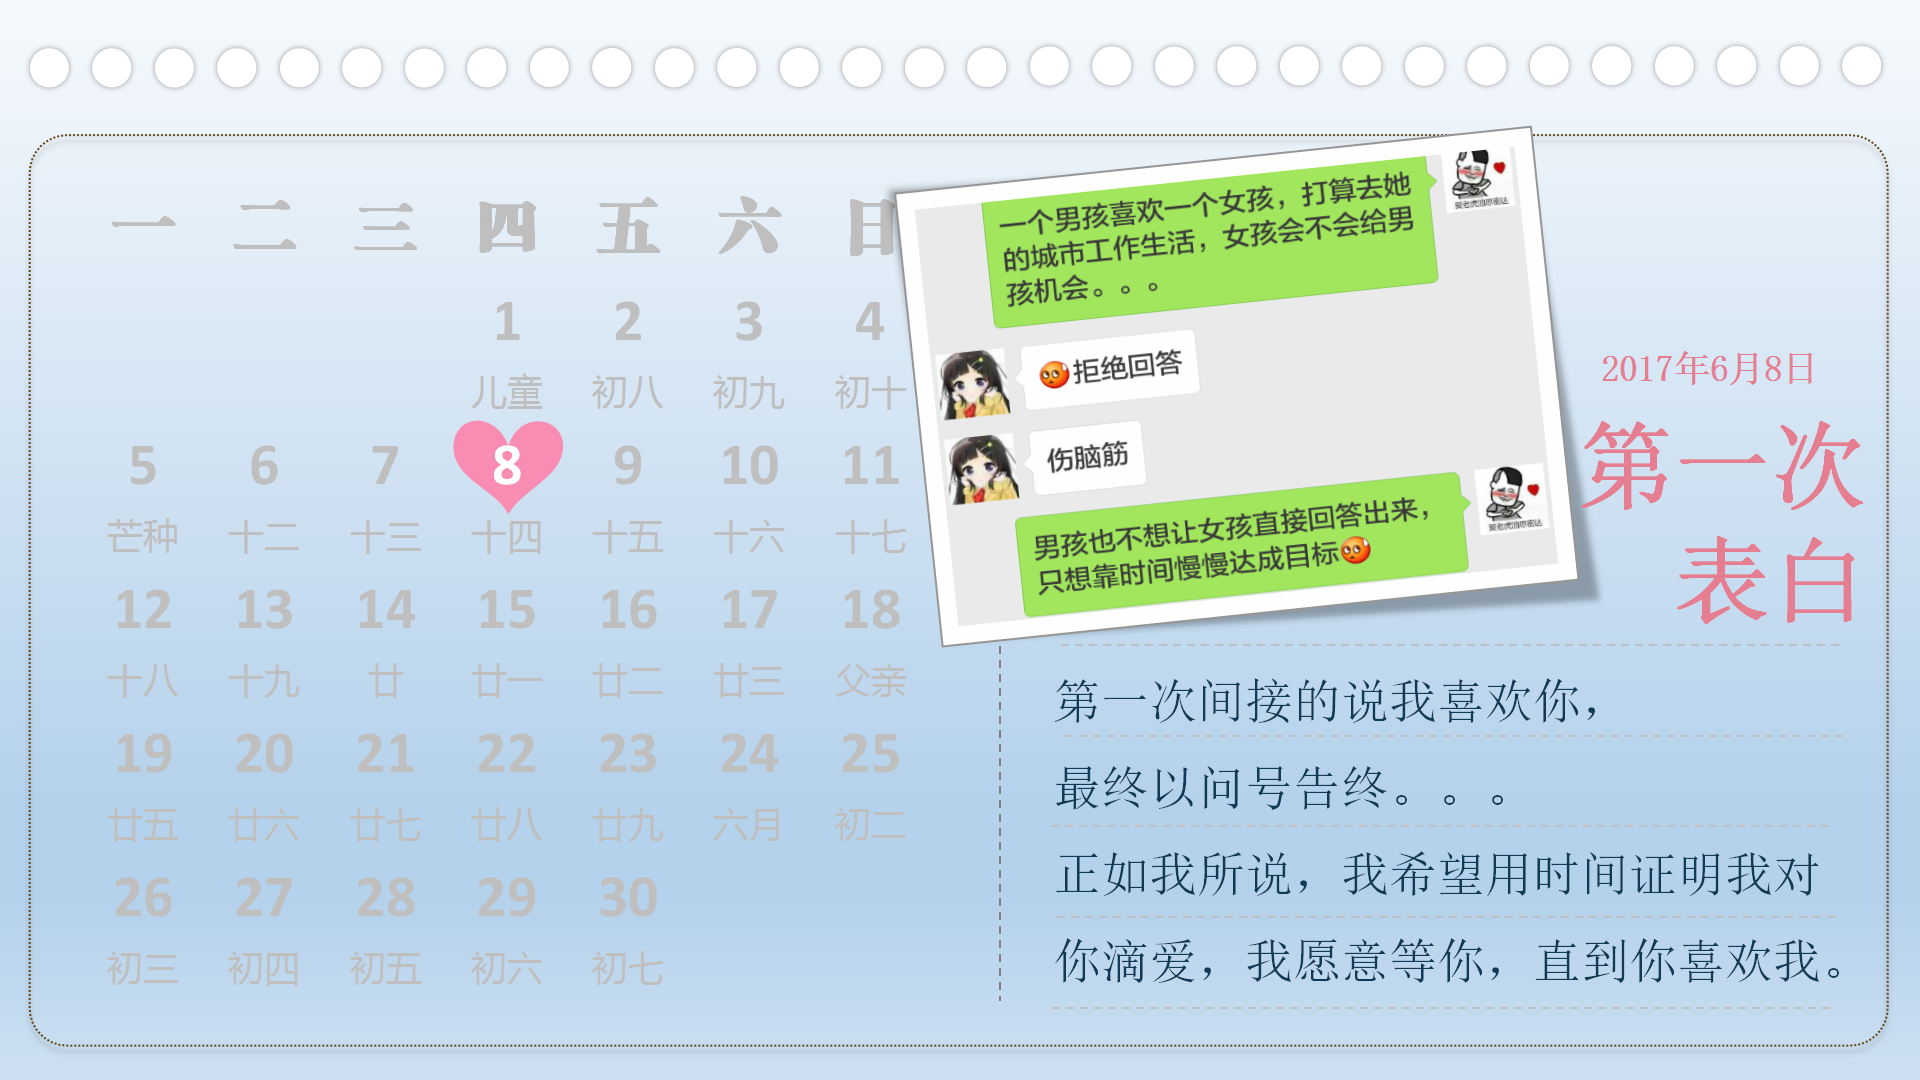 一 二 三 四 五 六 日
1 2 3 4
儿童 初八 初九 初十
5 6 7 8 9 10 11
芒种 十二 十三 十四 十五 十六 十七
12 13 14 15 16 17 18
十八 十九 廿 廿一 廿二 廿三 父亲
19 20 21 22 23 24 25
廿五 廿六 廿七 廿八 廿九 六月 初二
26 27 28 29 30
初三 初四 初五 初六 初七
一个男孩喜欢一个女孩，打算去她
的城市工作生活，女孩会不会给男
孩机会。。。
拒绝回答
伤脑筋
男孩也不想让女孩直接回答出来，
只想靠时间慢慢达成目标
2017年6月8日
第一次
表白
第一次间接的说我喜欢你，
最终以问号告终。。。
正如我所说，我希望用时间证明我对
你滴爱，我愿意等你，直到你喜欢我。